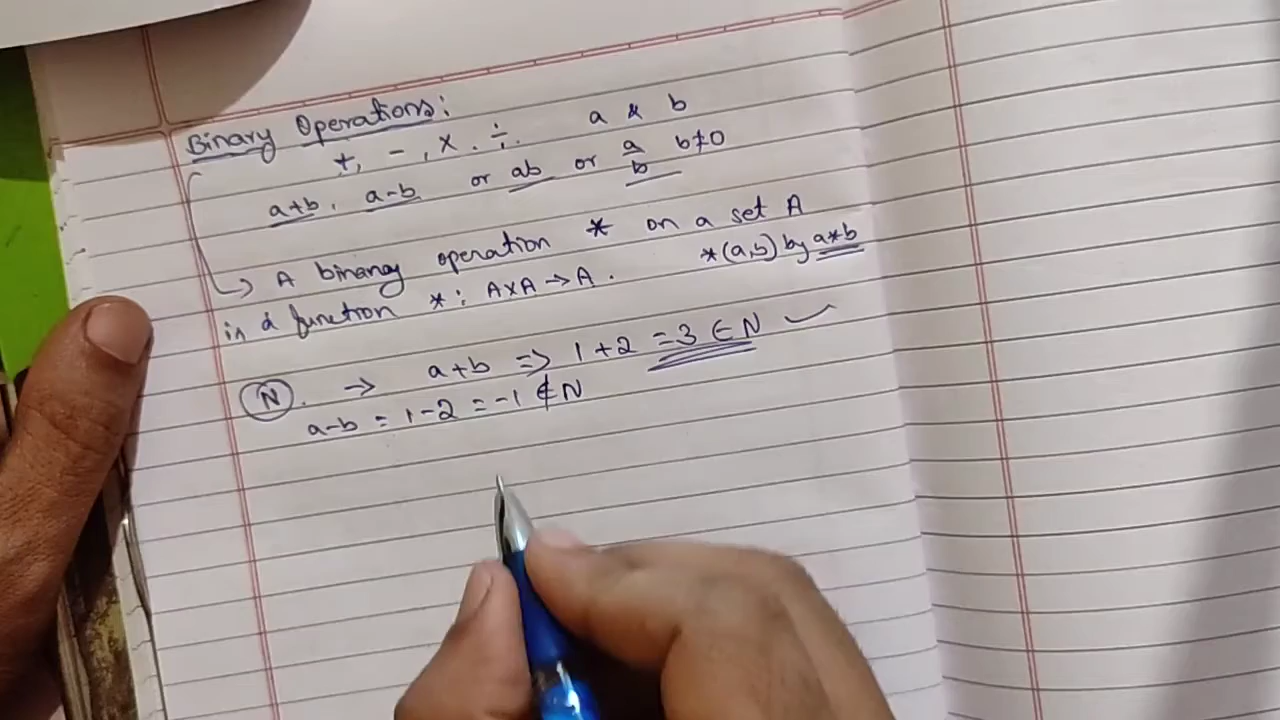 Binary Operations:
+, -, x . ÷. a & b
a+b, a-b or ab or a/b b≠0
→ A binary operation * on a set A
is a function *: A×A → A. *(a,b) by a*b
N. → a+b ⇒ 1+2 = 3 ∈ N ✓
a-b = 1-2 = -1 ∉ N